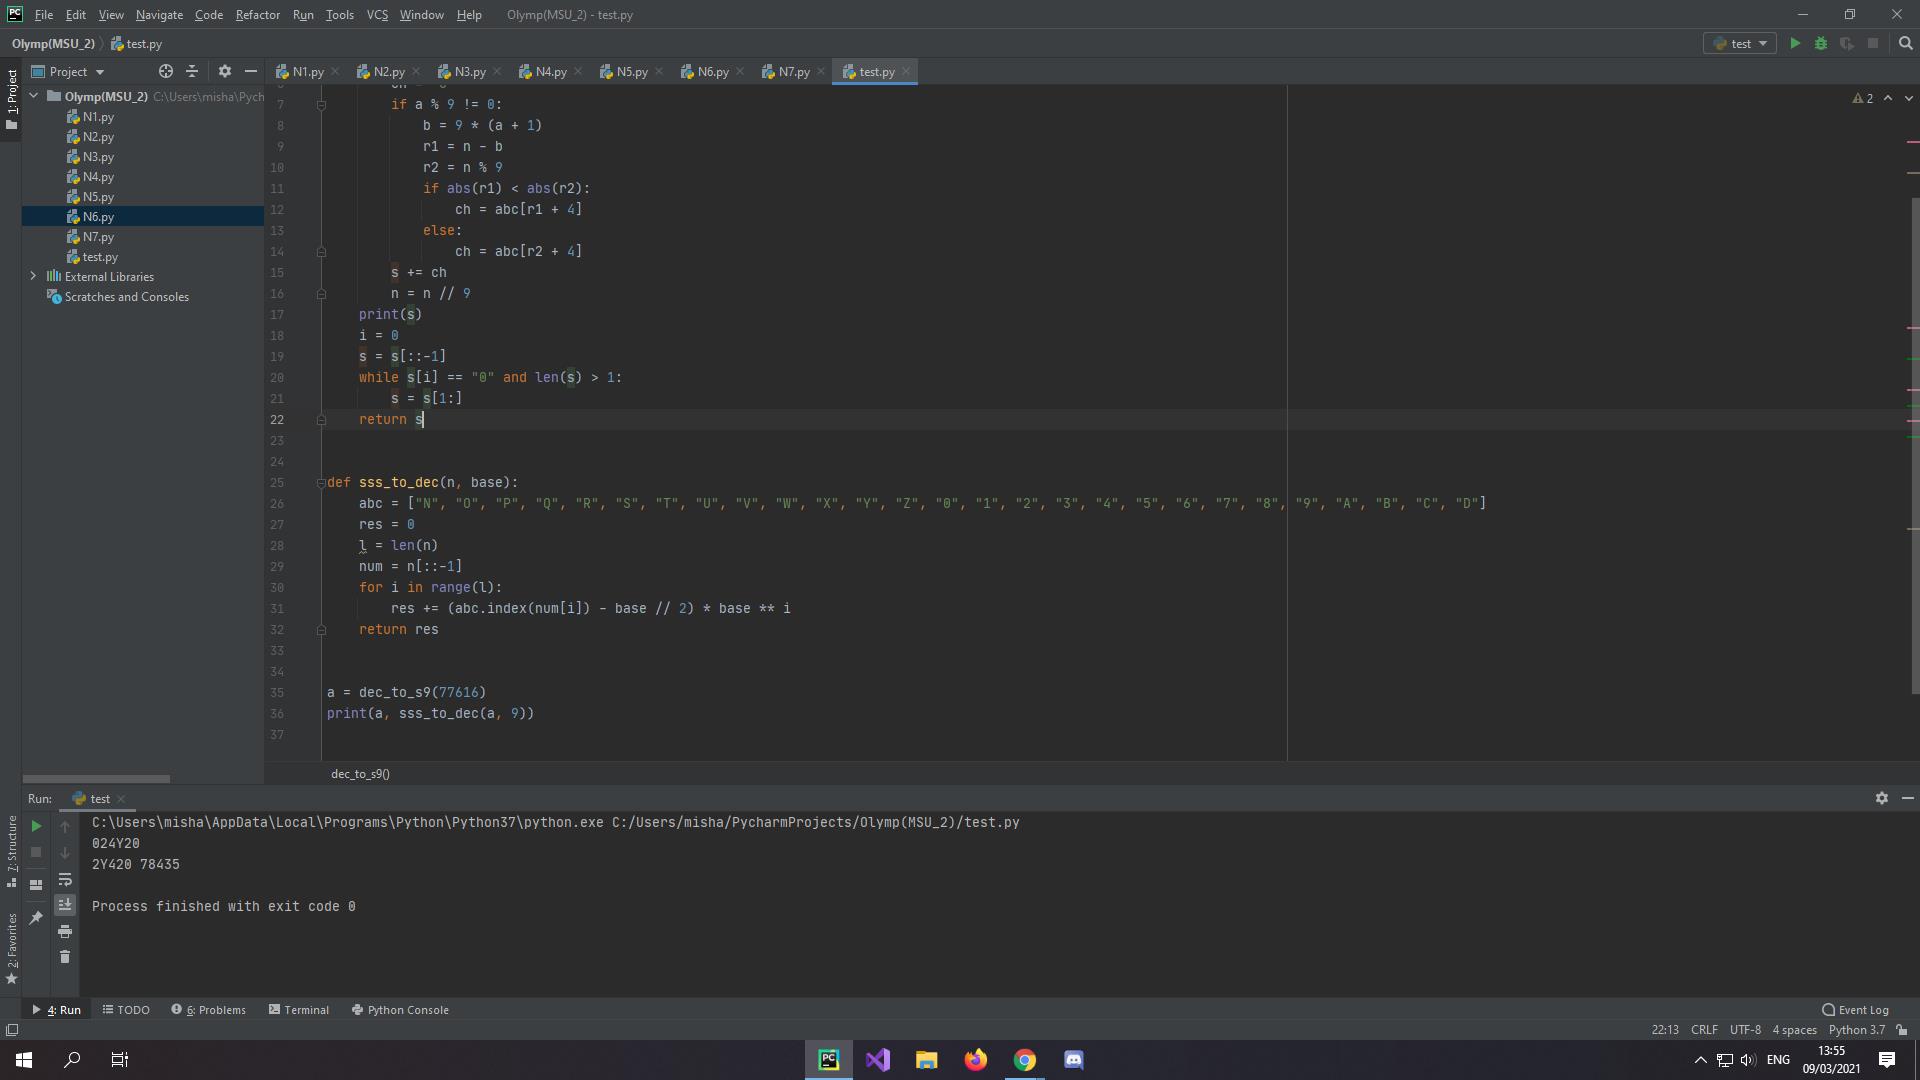 PC File Edit View Navigate Code Refactor Run Tools VCS Window Help Olymp(MSU_2) - test.py
Olymp(MSU_2) test.py test
1: Project
Project
N1.py N2.py N3.py N4.py N5.py N6.py N7.py test.py
Olymp(MSU_2) C:\Users\misha\Pych
N1.py
N2.py
N3.py
N4.py
N5.py
N6.py
N7.py
test.py
External Libraries
Scratches and Consoles
2
7 if a % 9 != 0:
8 b = 9 * (a + 1)
9 r1 = n - b
10 r2 = n % 9
11 if abs(r1) < abs(r2):
12 ch = abc[r1 + 4]
13 else:
14 ch = abc[r2 + 4]
15 s += ch
16 n = n // 9
17 print(s)
18 i = 0
19 s = s[::-1]
20 while s[i] == "0" and len(s) > 1:
21 s = s[1:]
22 return s
23
24
25 def sss_to_dec(n, base):
26 abc = ["N", "O", "P", "Q", "R", "S", "T", "U", "V", "W", "X", "Y", "Z", "0", "1", "2", "3", "4", "5", "6", "7", "8", "9", "A", "B", "C", "D"]
27 res = 0
28 l = len(n)
29 num = n[::-1]
30 for i in range(l):
31 res += (abc.index(num[i]) - base // 2) * base ** i
32 return res
33
34
35 a = dec_to_s9(77616)
36 print(a, sss_to_dec(a, 9))
37
dec_to_s9()
Run: test
C:\Users\misha\AppData\Local\Programs\Python\Python37\python.exe C:/Users/misha/PycharmProjects/Olymp(MSU_2)/test.py
024Y20
2Y420 78435
Process finished with exit code 0
7: Structure
2: Favorites
4: Run TODO 6: Problems Terminal Python Console Event Log
22:13 CRLF UTF-8 4 spaces Python 3.7
PC ENG 13:55
09/03/2021